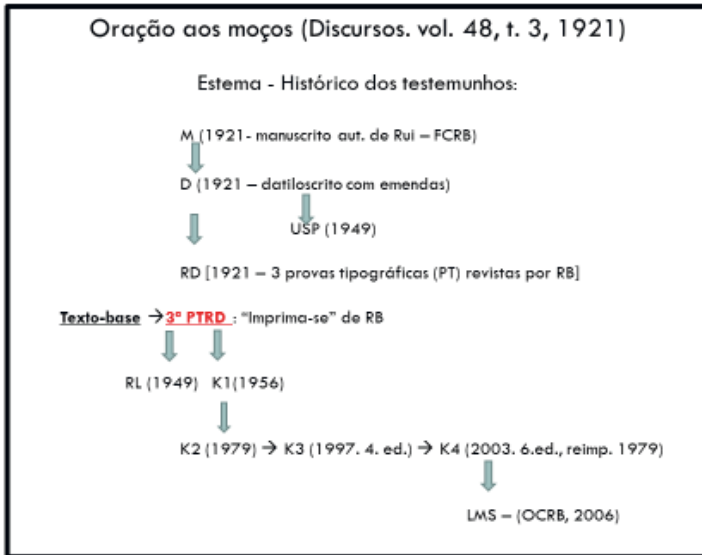 Oração aos moços (Discursos. vol. 48, t. 3, 1921)
Estema - Histórico dos testemunhos:
M (1921- manuscrito aut. de Rui – FCRB)
D (1921 – datiloscrito com emendas)
USP (1949)
RD [1921 – 3 provas tipográficas (PT) revistas por RB]
Texto-base → 3ª PTRD : “Imprima-se” de RB
RL (1949) K1(1956)
K2 (1979) → K3 (1997. 4. ed.) → K4 (2003. 6.ed., reimp. 1979)
LMS – (OCRB, 2006)